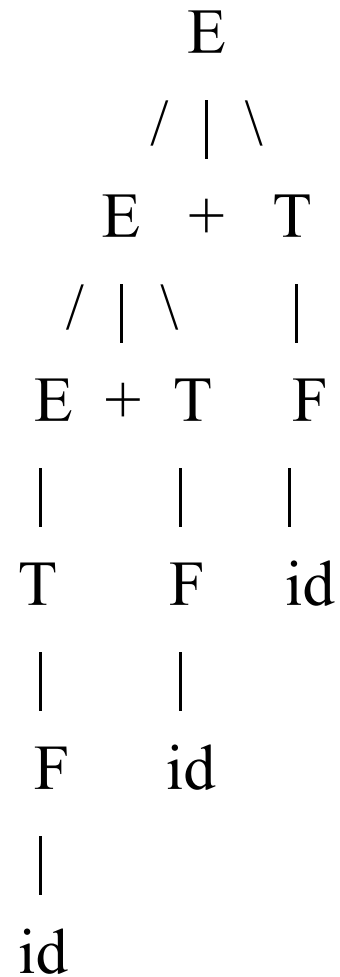 E
/ | \
E + T
/ | \ |
E + T F
| | |
T F id
| |
F id
|
id